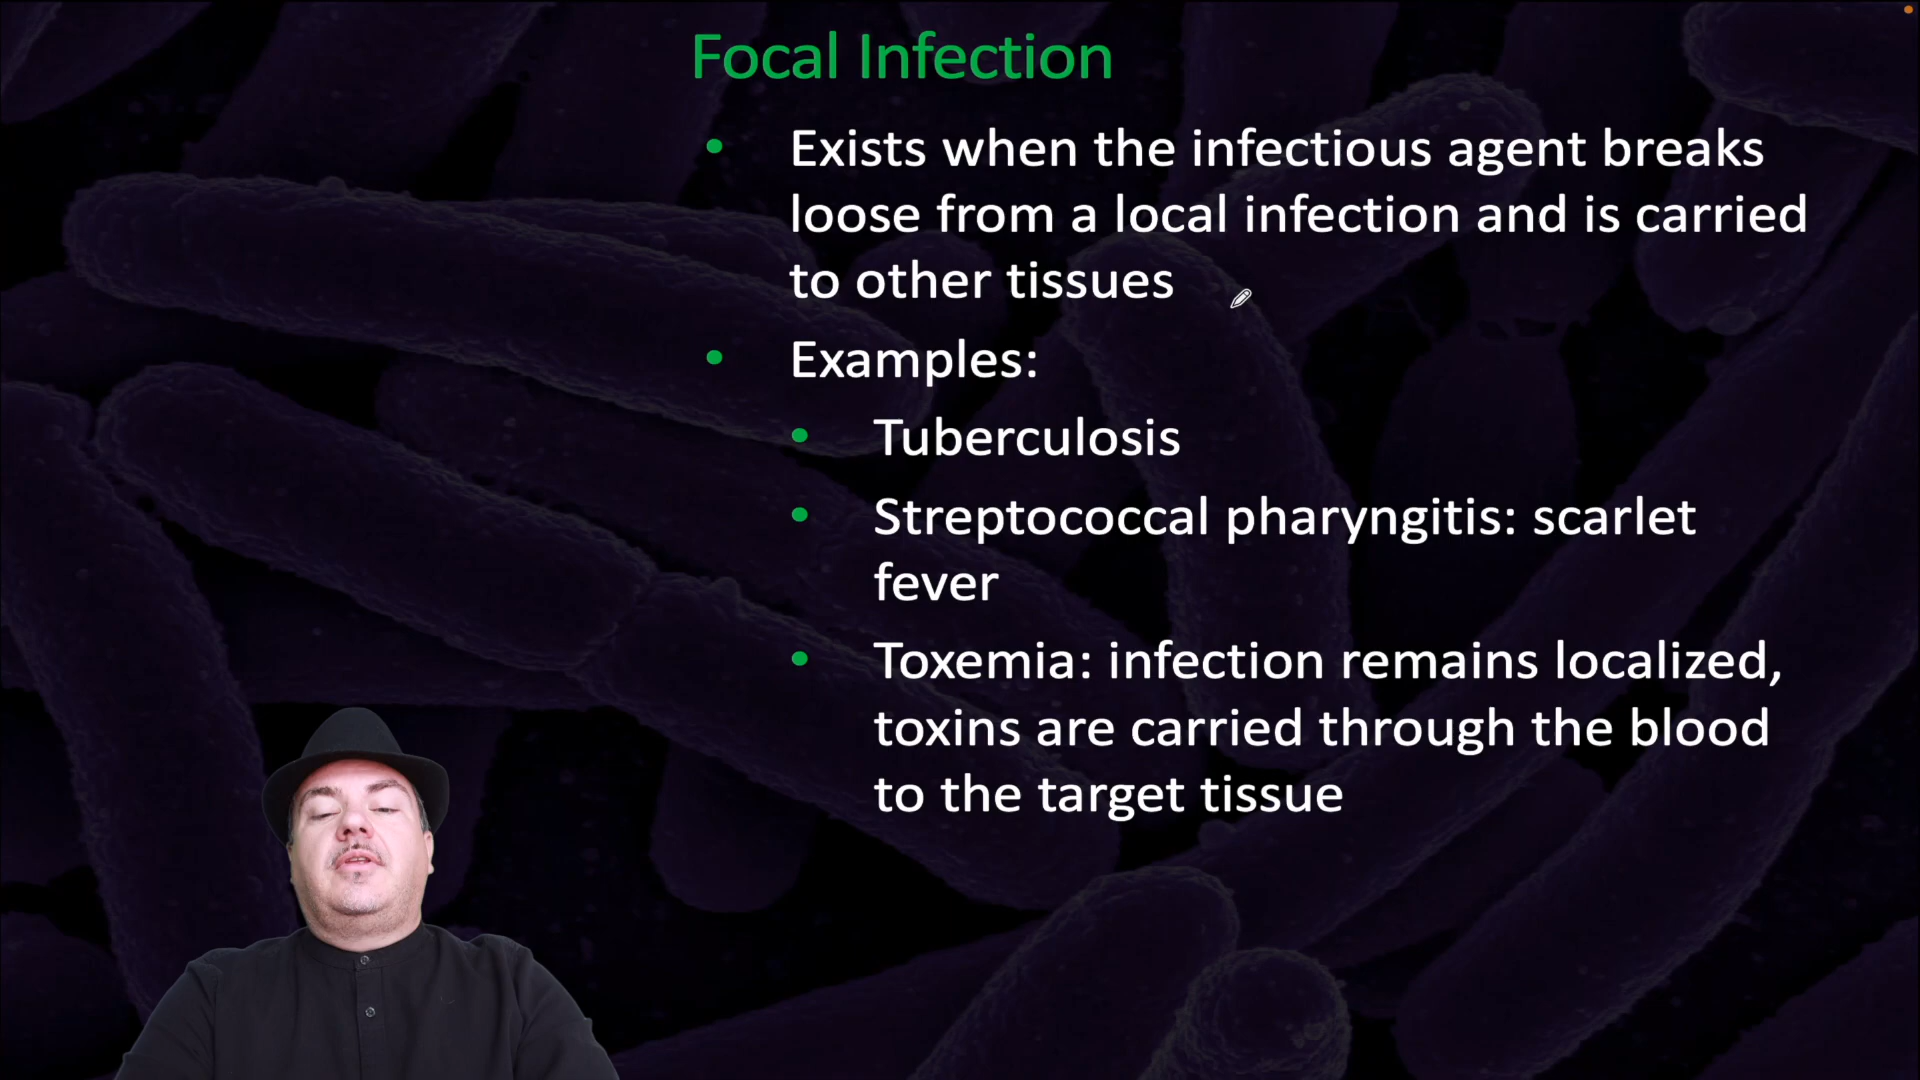 Focal Infection
• Exists when the infectious agent breaks
loose from a local infection and is carried
to other tissues
• Examples:
• Tuberculosis
• Streptococcal pharyngitis: scarlet
fever
• Toxemia: infection remains localized,
toxins are carried through the blood
to the target tissue